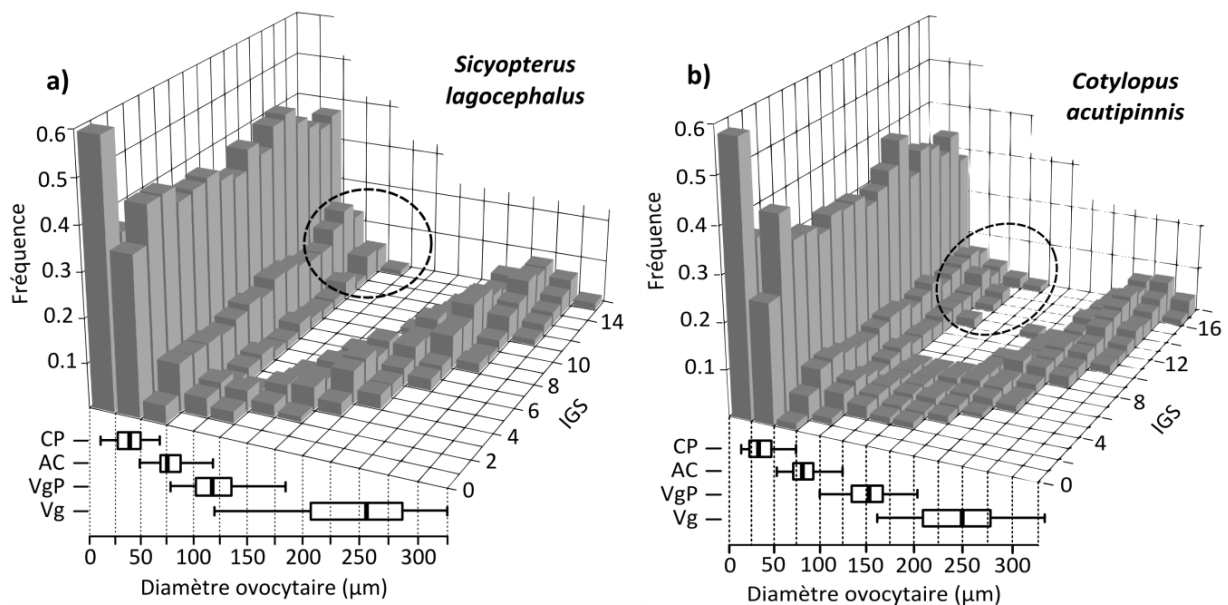 a)
Sicyopterus
lagocephalus
Fréquence
0.6
0.5
0.4
0.3
0.2
0.1
14
10
8
6
4
2
0
IGS
CP
AC
VgP
Vg
0 50 100 150 200 250 300
Diamètre ovocytaire (µm)
b)
Cotylopus
acutipinnis
Fréquence
0.6
0.5
0.4
0.3
0.2
0.1
16
12
8
4
0
IGS
CP
AC
VgP
Vg
0 50 100 150 200 250 300
Diamètre ovocytaire (µm)